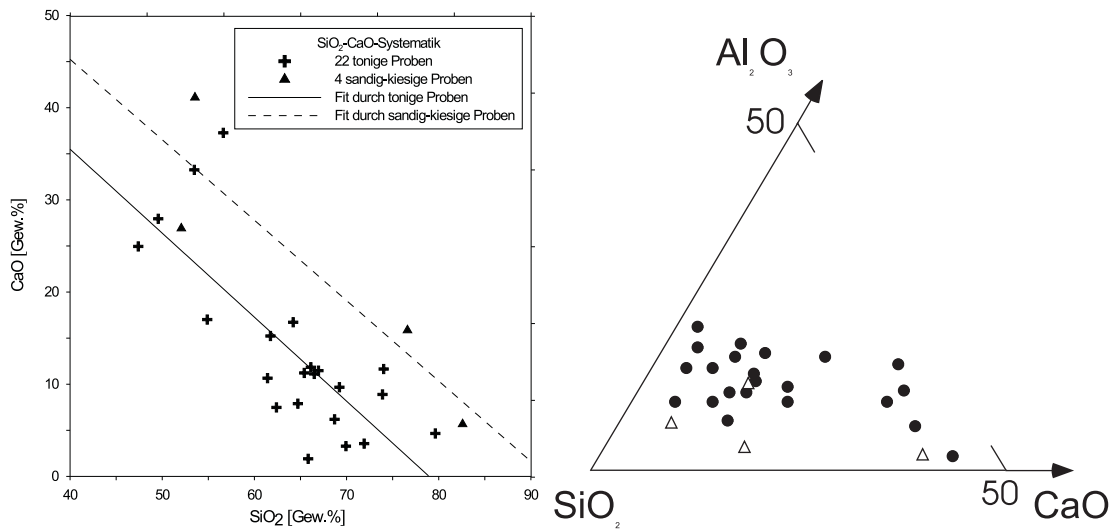 50
40
30
20
10
0
CaO [Gew.%]
SiO₂-CaO-Systematik
22 tonige Proben
4 sandig-kiesige Proben
Fit durch tonige Proben
Fit durch sandig-kiesige Proben
40 50 60 70 80 90
SiO₂ [Gew.%]
Al₂O₃
50
SiO₂
50
CaO